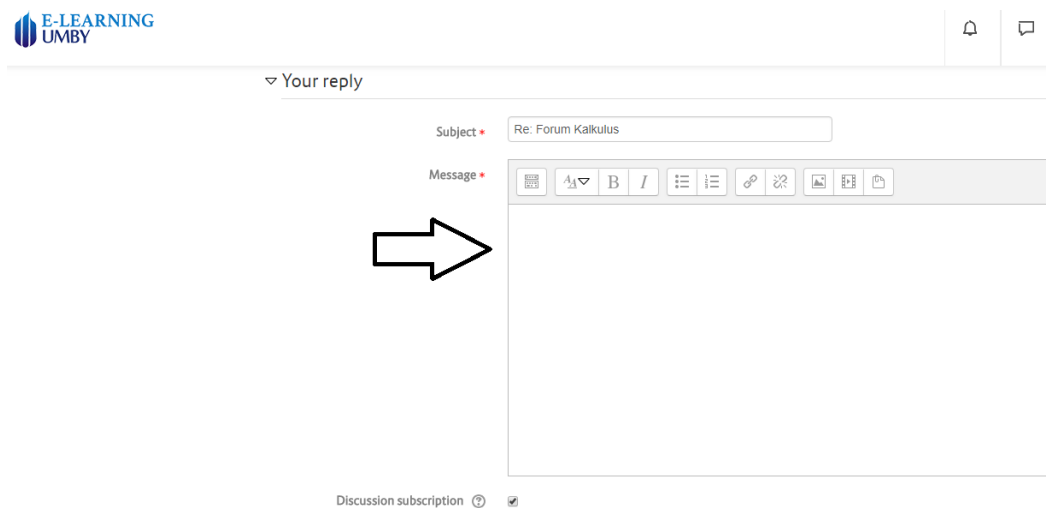 E-LEARNING
UMBY
Your reply
Subject
Re: Forum Kalkulus
Message
Discussion subscription